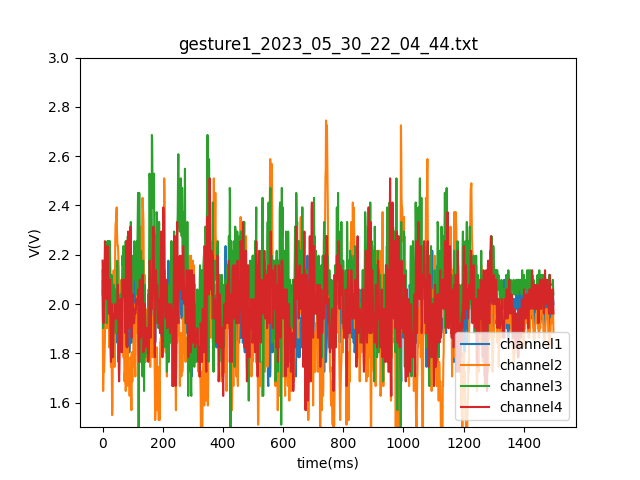 gesture1_2023_05_30_22_04_44.txt
3.0
2.8
2.6
2.4
2.2
2.0
1.8
1.6
V(V)
channel1
channel2
channel3
channel4
0 200 400 600 800 1000 1200 1400
time(ms)